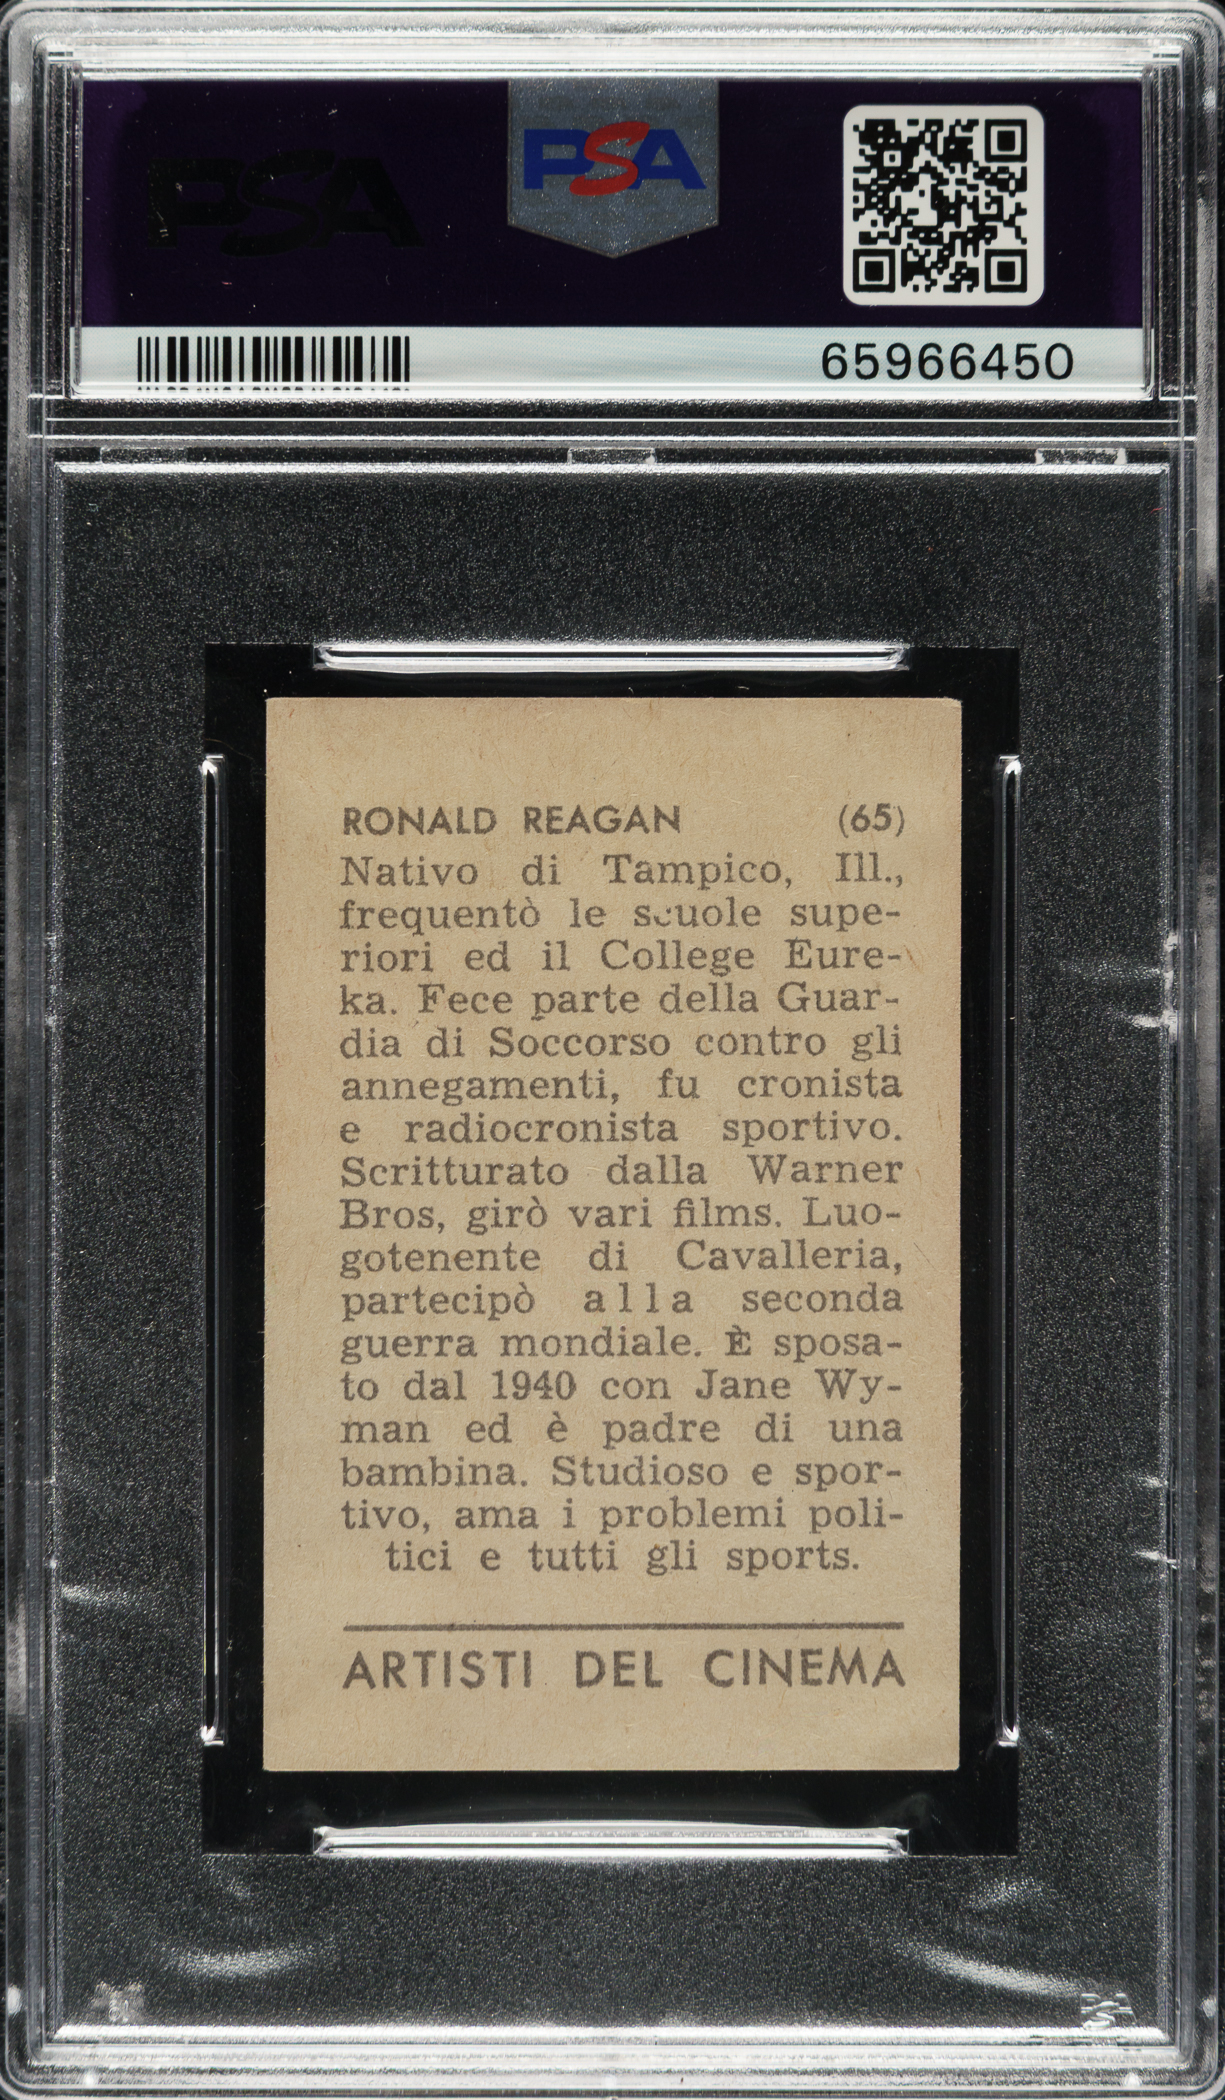 PSA
PSA
65966450
RONALD REAGAN (65)
Nativo di Tampico, Ill.,
frequentò le scuole supe-
riori ed il College Eure-
ka. Fece parte della Guar-
dia di Soccorso contro gli
annegamenti, fu cronista
e radiocronista sportivo.
Scritturato dalla Warner
Bros, girò vari films. Luo-
gotenente di Cavalleria,
partecipò alla seconda
guerra mondiale. È sposa-
to dal 1940 con Jane Wy-
man ed è padre di una
bambina. Studioso e spor-
tivo, ama i problemi poli-
tici e tutti gli sports.
ARTISTI DEL CINEMA
PSA